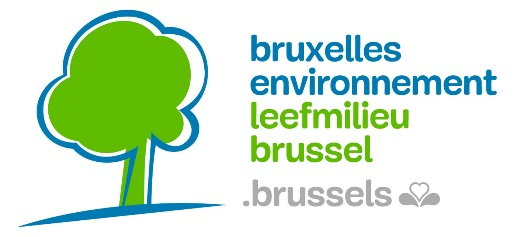 bruxelles
environnement
leefmilieu
brussel
.brussels